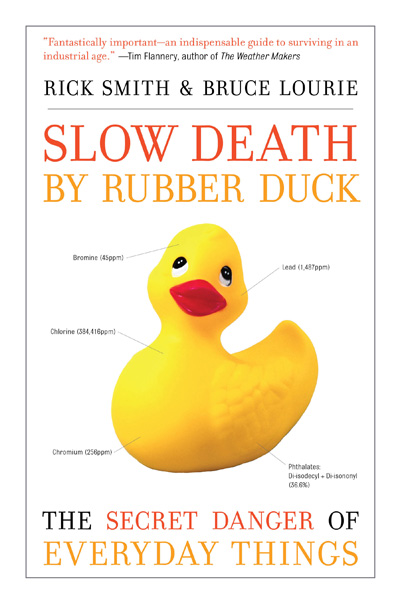 “Fantastically important—an indispensable guide to surviving in an
industrial age.” —Tim Flannery, author of The Weather Makers
RICK SMITH & BRUCE LOURIE
SLOW DEATH
BY RUBBER DUCK
Bromine (45ppm)
Lead (1,487ppm)
Chlorine (384,416ppm)
Chromium (256ppm)
Phthalates:
Di-isodecyl + Di-isononyl
(36.6%)
THE SECRET DANGER OF
EVERYDAY THINGS